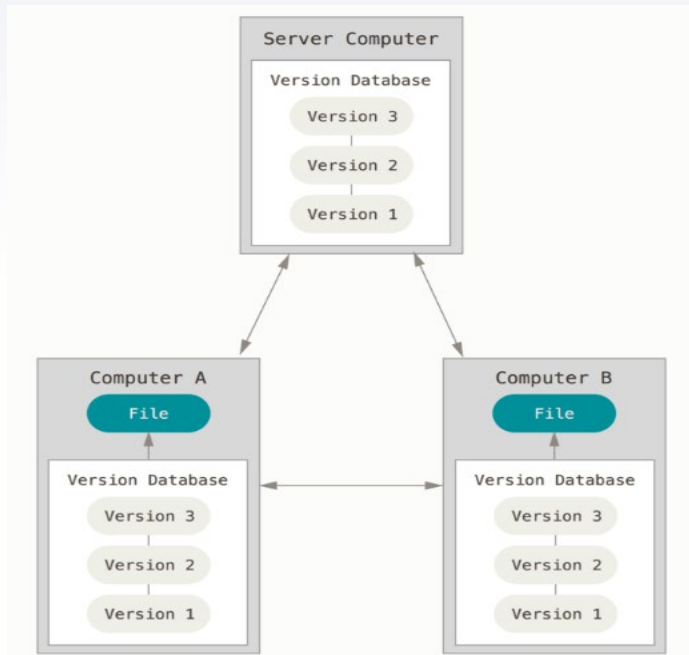 Server Computer
Version Database
Version 3
Version 2
Version 1
Computer A
File
Version Database
Version 3
Version 2
Version 1
Computer B
File
Version Database
Version 3
Version 2
Version 1